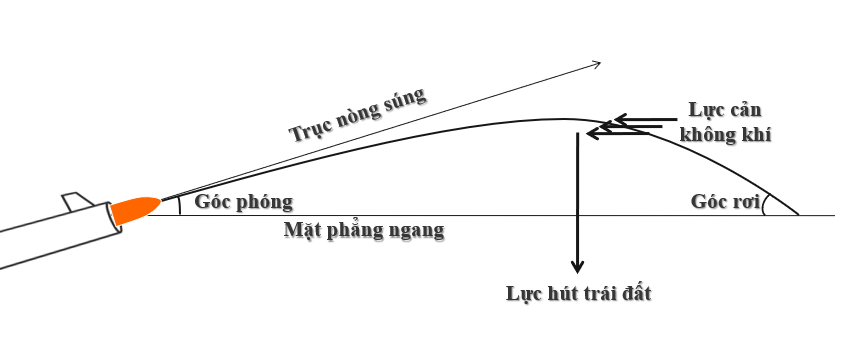 Trục nòng súng
Lực cản
không khí
Góc phóng
Góc rơi
Mặt phẳng ngang
Lực hút trái đất